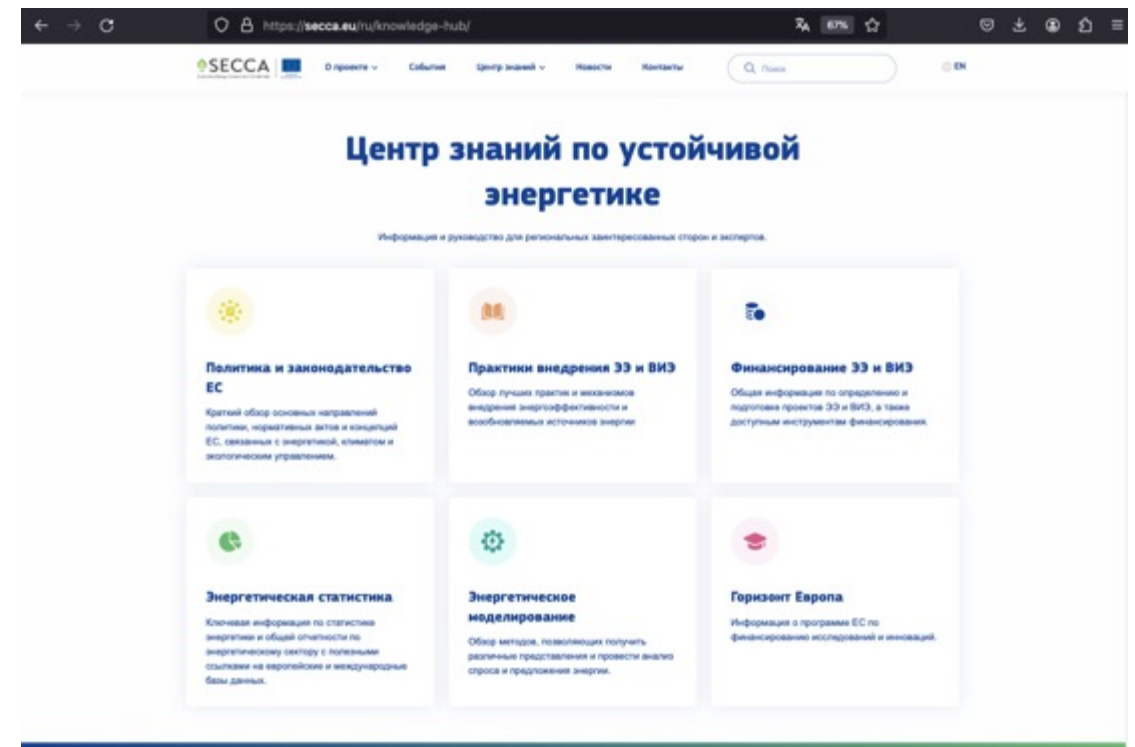 https://secca.eu/ru/knowledge-hub/
67%
SECCA
О проекте
События
Центр знаний
Новости
Контакты
Поиск
EN
Центр знаний по устойчивой
энергетике
Информация и руководство для региональных заинтересованных сторон и экспертов.
Политика и законодательство
ЕС
Краткий обзор основных направлений
политики, нормативных актов и концепций
ЕС, связанных с энергетикой, климатом и
экологическим управлением.
Практики внедрения ЭЭ и ВИЭ
Обзор лучших практик и механизмов
внедрения энергоэффективности и
возобновляемых источников энергии
Финансирование ЭЭ и ВИЭ
Общая информация по определению и
подготовке проектов ЭЭ и ВИЭ, а также
доступным инструментам финансирования.
Энергетическая статистика
Ключевая информация по статистике
энергетики и общей отчетности по
энергетическому сектору с полезными
ссылками на европейские и международные
базы данных.
Энергетическое
моделирование
Обзор методов, позволяющих получить
различные представления и провести анализ
спроса и предложения энергии.
Горизонт Европа
Информация о программе ЕС по
финансированию исследований и инноваций.